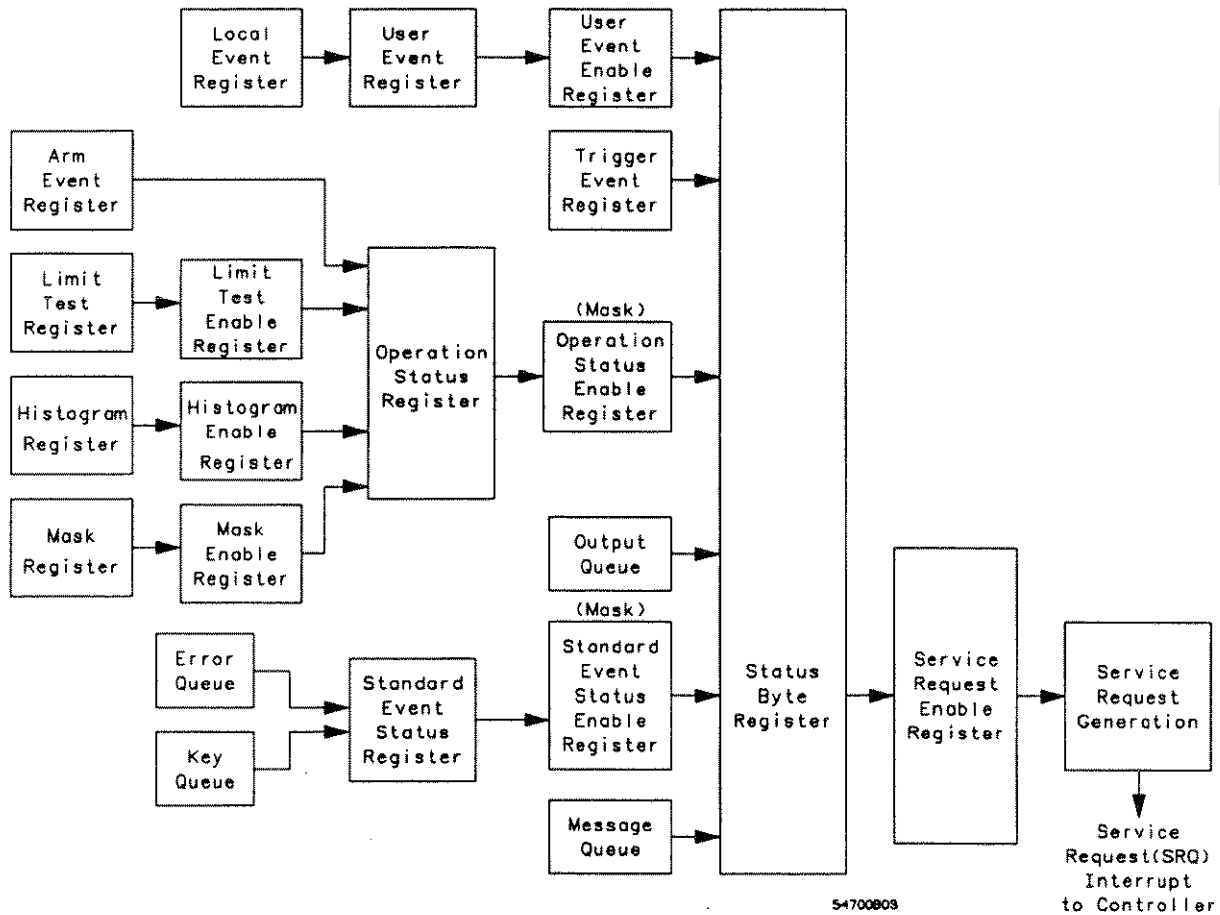 Local
Event
Register
User
Event
Register
User
Event
Enable
Register
Arm
Event
Register
Trigger
Event
Register
Limit
Test
Register
Limit
Test
Enable
Register
Operation
Status
Register
(Mask)
Operation
Status
Enable
Register
Histogram
Register
Histogram
Enable
Register
Mask
Register
Mask
Enable
Register
Output
Queue
(Mask)
Error
Queue
Key
Queue
Standard
Event
Status
Register
Standard
Event
Status
Enable
Register
Message
Queue
Status
Byte
Register
Service
Request
Enable
Register
Service
Request
Generation
Service
Request(SRQ)
Interrupt
to Controller
54700B03